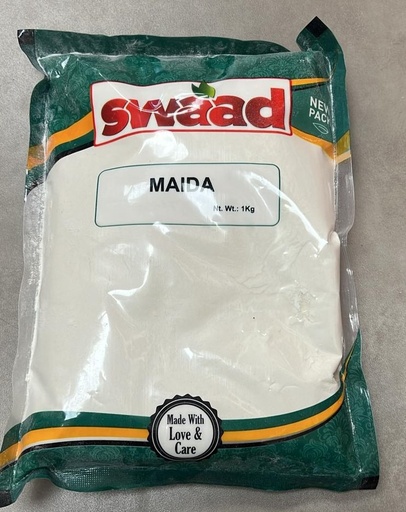 swaad
NEW
PACK
MAIDA
Nt. Wt.: 1Kg
Made With
Love &
Care